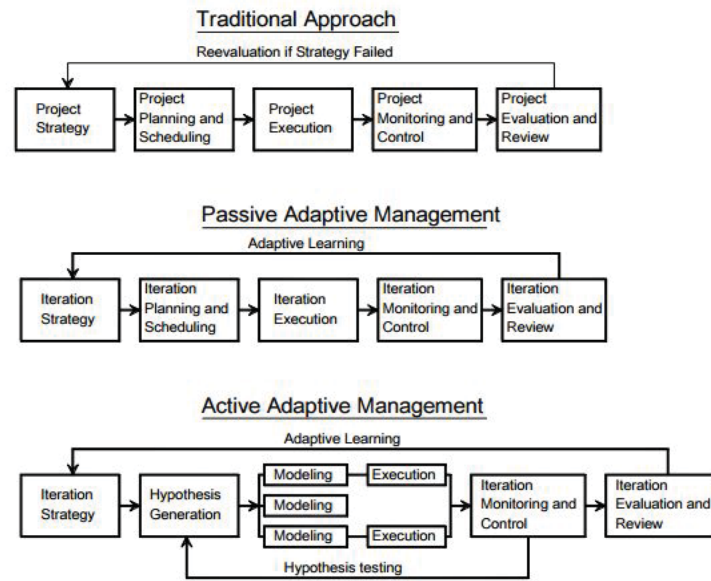 Traditional Approach
Reevaluation if Strategy Failed
Project
Strategy
Project
Planning and
Scheduling
Project
Execution
Project
Monitoring and
Control
Project
Evaluation and
Review
Passive Adaptive Management
Adaptive Learning
Iteration
Strategy
Iteration
Planning and
Scheduling
Iteration
Execution
Iteration
Monitoring and
Control
Iteration
Evaluation and
Review
Active Adaptive Management
Adaptive Learning
Iteration
Strategy
Hypothesis
Generation
Modeling
Execution
Modeling
Modeling
Execution
Iteration
Monitoring and
Control
Iteration
Evaluation and
Review
Hypothesis testing